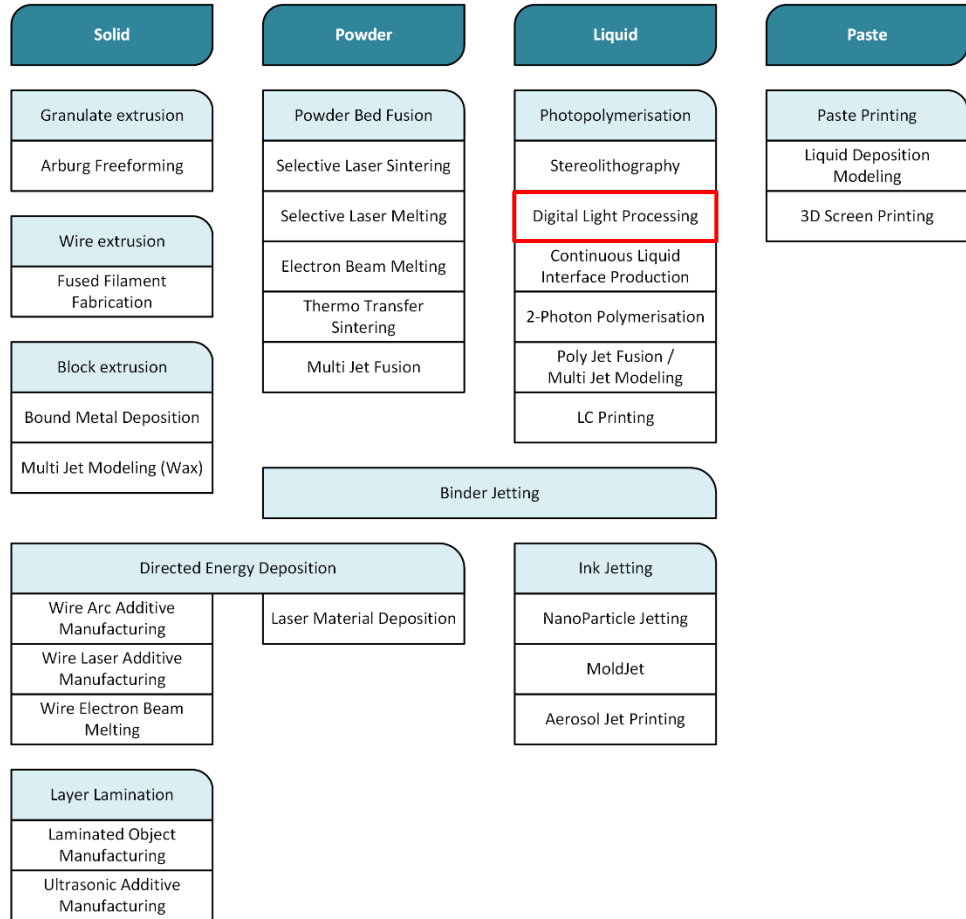 Solid
Powder
Liquid
Paste
Granulate extrusion
Arburg Freeforming
Wire extrusion
Fused Filament
Fabrication
Block extrusion
Bound Metal Deposition
Multi Jet Modeling (Wax)
Powder Bed Fusion
Selective Laser Sintering
Selective Laser Melting
Electron Beam Melting
Thermo Transfer
Sintering
Multi Jet Fusion
Photopolymerisation
Stereolithography
Digital Light Processing
Continuous Liquid
Interface Production
2-Photon Polymerisation
Poly Jet Fusion /
Multi Jet Modeling
LC Printing
Paste Printing
Liquid Deposition
Modeling
3D Screen Printing
Binder Jetting
Directed Energy Deposition
Wire Arc Additive
Manufacturing
Wire Laser Additive
Manufacturing
Wire Electron Beam
Melting
Laser Material Deposition
Ink Jetting
NanoParticle Jetting
MoldJet
Aerosol Jet Printing
Layer Lamination
Laminated Object
Manufacturing
Ultrasonic Additive
Manufacturing